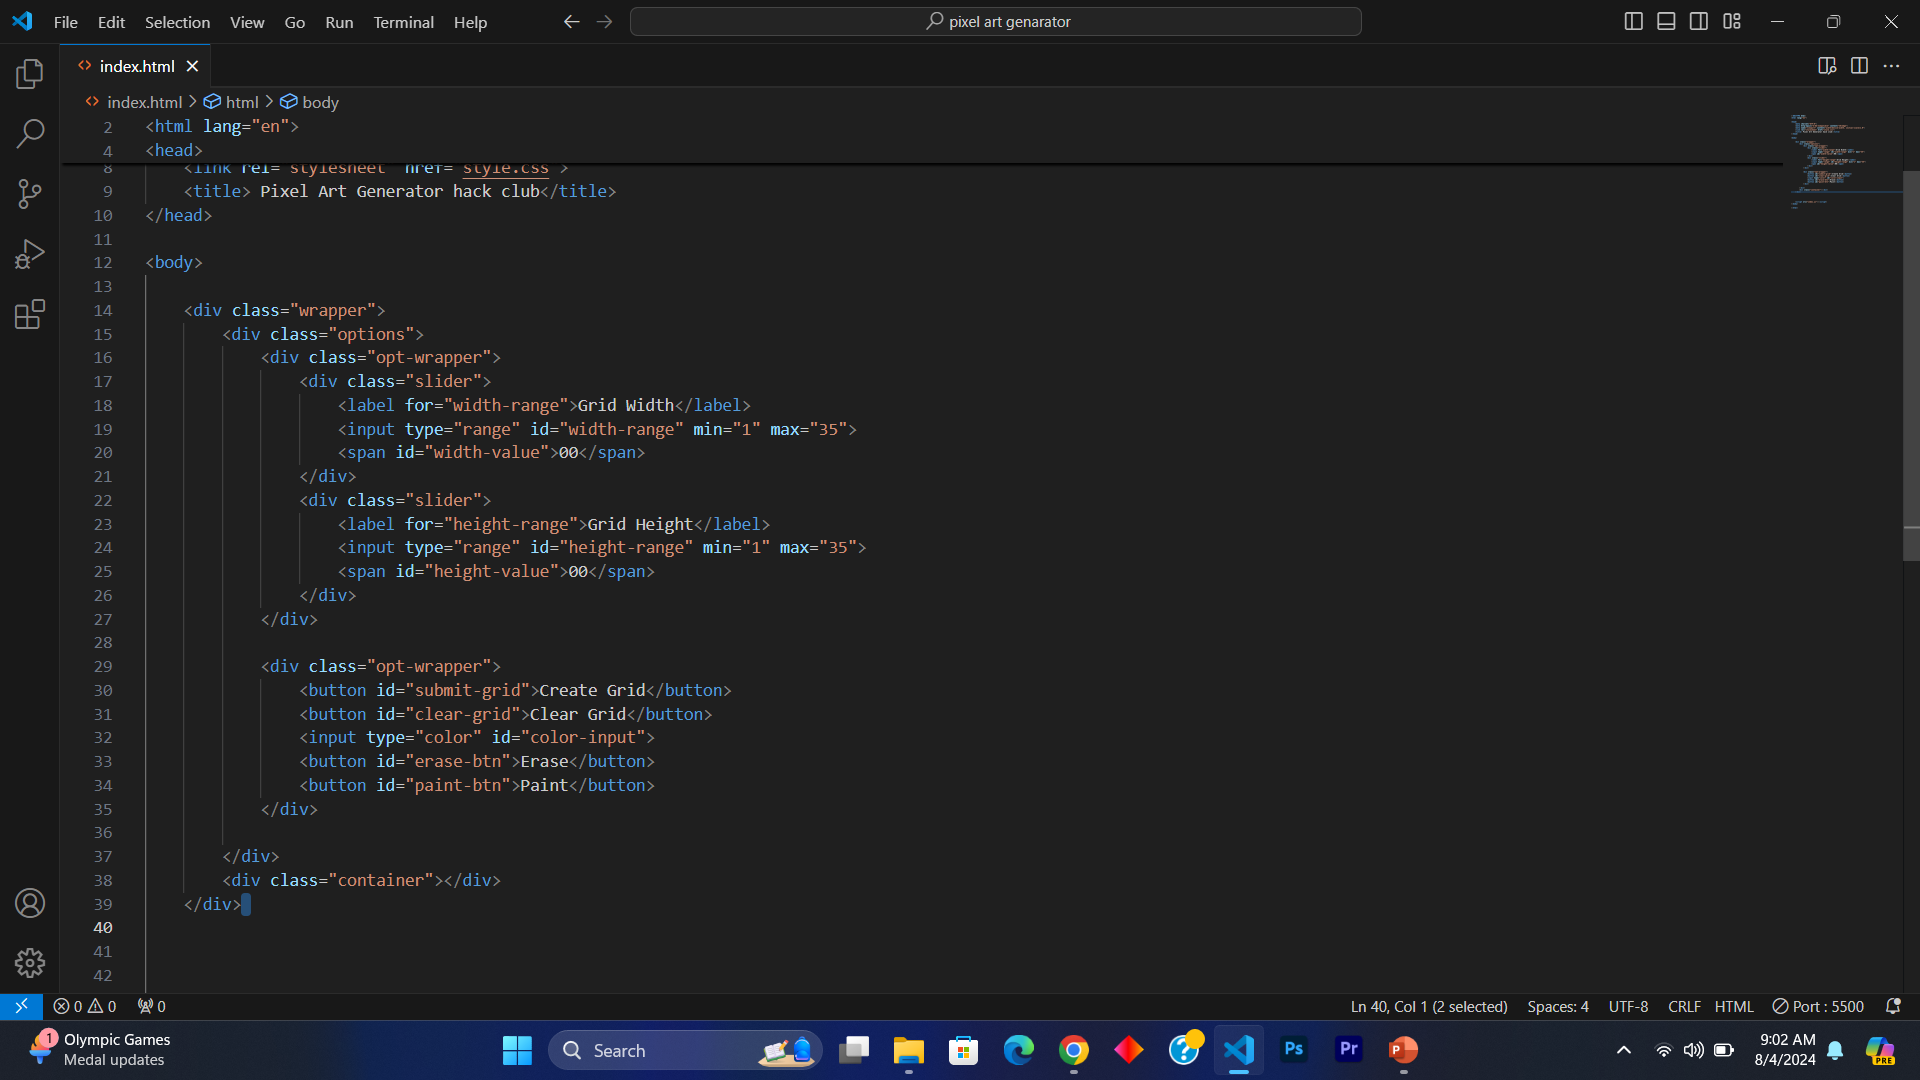 File Edit Selection View Go Run Terminal Help
pixel art genarator
index.html
index.html > html > body
2 <html lang="en">
4 <head>
8 <link rel="stylesheet" href="style.css">
9 <title> Pixel Art Generator hack club</title>
10 </head>
11
12 <body>
13
14 <div class="wrapper">
15 <div class="options">
16 <div class="opt-wrapper">
17 <div class="slider">
18 <label for="width-range">Grid Width</label>
19 <input type="range" id="width-range" min="1" max="35">
20 <span id="width-value">00</span>
21 </div>
22 <div class="slider">
23 <label for="height-range">Grid Height</label>
24 <input type="range" id="height-range" min="1" max="35">
25 <span id="height-value">00</span>
26 </div>
27 </div>
28
29 <div class="opt-wrapper">
30 <button id="submit-grid">Create Grid</button>
31 <button id="clear-grid">Clear Grid</button>
32 <input type="color" id="color-input">
33 <button id="erase-btn">Erase</button>
34 <button id="paint-btn">Paint</button>
35 </div>
36
37 </div>
38 <div class="container"></div>
39 </div>
40
41
42
0 0 0 Ln 40, Col 1 (2 selected) Spaces: 4 UTF-8 CRLF HTML Port : 5500
1 Olympic Games
Medal updates
Search
Ps Pr P
9:02 AM
8/4/2024
PRE